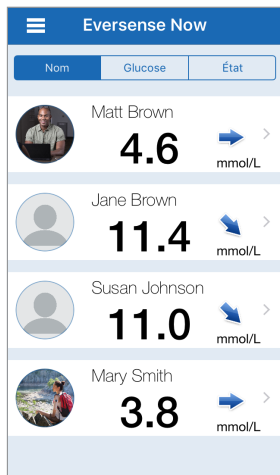 Eversense Now
Nom Glucose État
Matt Brown
4.6
mmol/L
Jane Brown
11.4
mmol/L
Susan Johnson
11.0
mmol/L
Mary Smith
3.8
mmol/L